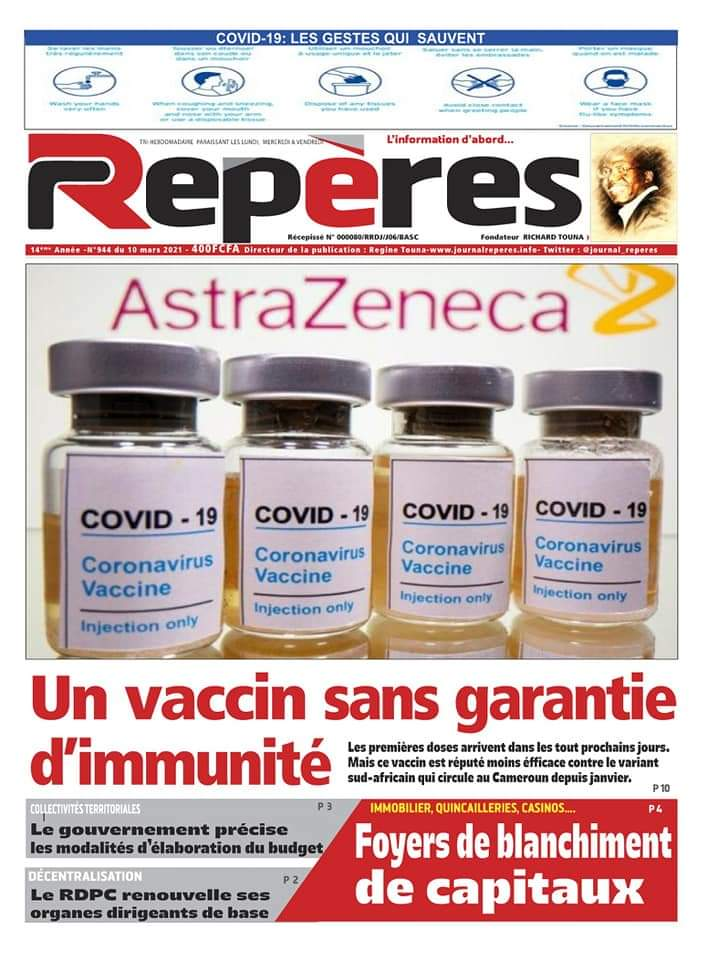 COVID-19: LES GESTES QUI SAUVENT
Se laver les mains
très régulièrement
Tousser ou éternuer
dans son coude ou
dans un mouchoir
Utiliser un mouchoir
à usage unique et le jeter
Saluer sans se serrer la main,
éviter les embrassades
Porter un masque
quand on est malade
Wash your hands
very often
When coughing and sneezing,
cover your mouth
and nose with your arm
or use a disposable tissue
Dispose of any tissues
you have used
Avoid close contact
when greeting people
Wear a face mask
if you have
flu-like symptoms
TRI-HEBDOMADAIRE PARAISSANT LES LUNDI, MERCREDI & VENDREDI
L'information d'abord...
Repères
Récepissé N° 000080/RRDJ/J06/BASC
Fondateur RICHARD TOUNA
14ème Année -N°944 du 10 mars 2021 - 400FCFA Directeur de la publication : Regine Touna-www.journalreperes.info- Twitter : @journal_reperes
AstraZeneca
COVID - 19
Coronavirus
Vaccine
Injection only
COVID - 19
Coronavirus
Vaccine
Injection only
COVID - 19
Coronavirus
Vaccine
Injection only
COVID - 19
Coronavirus
Vaccine
Injection only
Un vaccin sans garantie
d'immunité
Les premières doses arrivent dans les tout prochains jours.
Mais ce vaccin est réputé moins éfficace contre le variant
sud-africain qui circule au Cameroun depuis janvier.
P 10
COLLECTIVITÉS TERRITORIALES
P 3
Le gouvernement précise
les modalités d'élaboration du budget
DÉCENTRALISATION
P 2
Le RDPC renouvelle ses
organes dirigeants de base
IMMOBILIER, QUINCAILLERIES, CASINOS....
P 4
Foyers de blanchiment
de capitaux